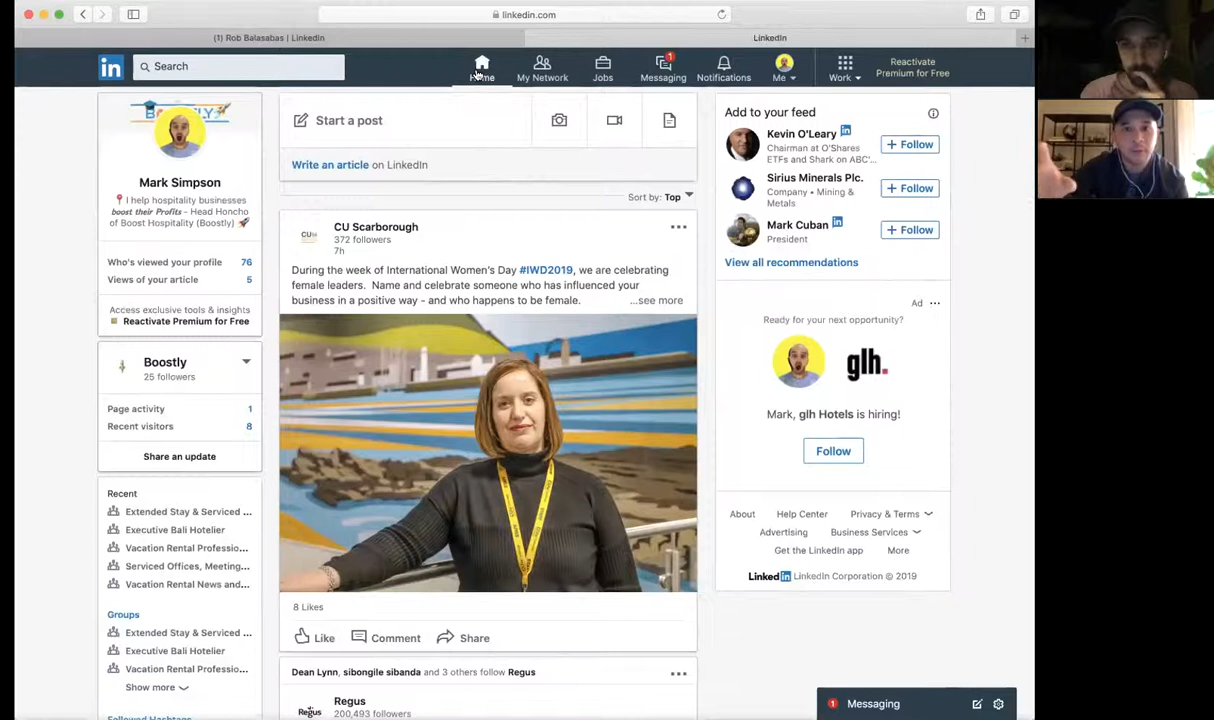 linkedin.com
(1) Rob Balasabas | LinkedIn
LinkedIn
in
Search
Home
My Network
Jobs
1
Messaging
Notifications
Me
Work
Reactivate
Premium for Free
BOOSTLY
Mark Simpson
I help hospitality businesses
boost their Profits - Head Honcho
of Boost Hospitality (Boostly)
Who's viewed your profile 76
Views of your article 5
Access exclusive tools & insights
Reactivate Premium for Free
Boostly
25 followers
Page activity 1
Recent visitors 8
Share an update
Recent
Extended Stay & Serviced ...
Executive Bali Hotelier
Vacation Rental Professio...
Serviced Offices, Meeting...
Vacation Rental News and...
Groups
Extended Stay & Serviced ...
Executive Bali Hotelier
Vacation Rental Professio...
Show more
Followed Hashtags
Start a post
Write an article on LinkedIn
Sort by: Top
CU
CU Scarborough
372 followers
7h
During the week of International Women's Day #IWD2019, we are celebrating
female leaders. Name and celebrate someone who has influenced your
business in a positive way - and who happens to be female. ...see more
8 Likes
Like
Comment
Share
Dean Lynn, sibongile sibanda and 3 others follow Regus
Regus
Regus
200,493 followers
Add to your feed
Kevin O'Leary in
Chairman at O'Shares
ETFs and Shark on ABC'...
+ Follow
Sirius Minerals Plc.
Company • Mining &
Metals
+ Follow
Mark Cuban in
President
+ Follow
View all recommendations
Ad ...
Ready for your next opportunity?
glh.
Mark, glh Hotels is hiring!
Follow
About Help Center Privacy & Terms
Advertising Business Services
Get the LinkedIn app More
LinkedIn LinkedIn Corporation © 2019
1 Messaging